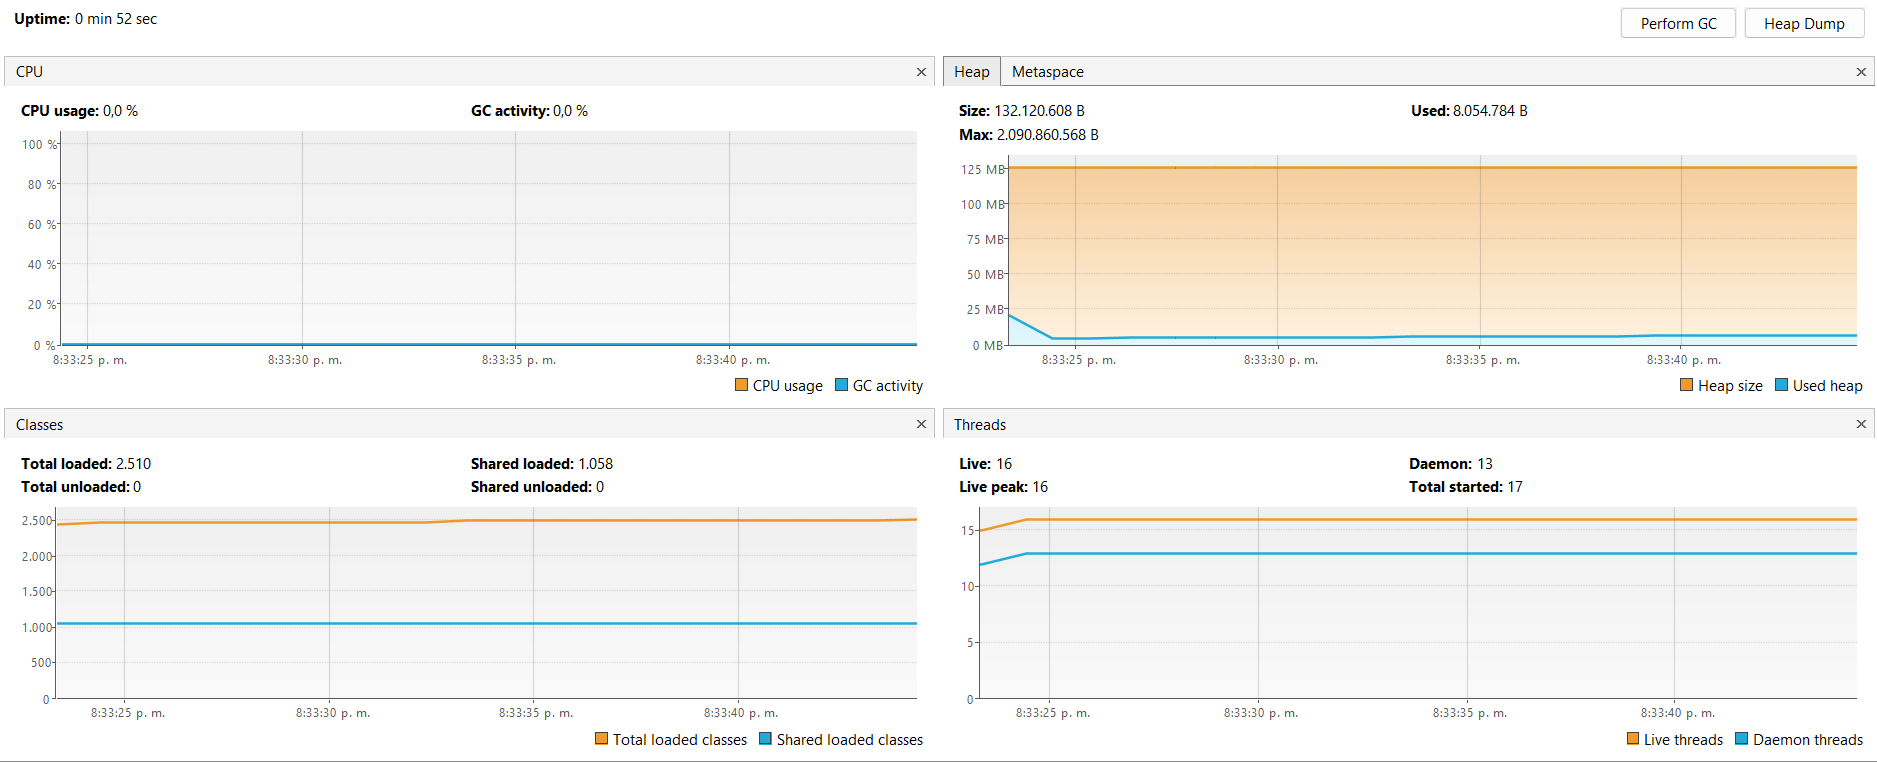 Uptime: 0 min 52 sec
Perform GC
Heap Dump
CPU
CPU usage: 0,0 %
GC activity: 0,0 %
100 %
80 %
60 %
40 %
20 %
0 %
8:33:25 p. m.
8:33:30 p. m.
8:33:35 p. m.
8:33:40 p. m.
CPU usage
GC activity
Heap
Metaspace
Size: 132.120.608 B
Used: 8.054.784 B
Max: 2.090.860.568 B
125 MB
100 MB
75 MB
50 MB
25 MB
0 MB
8:33:25 p. m.
8:33:30 p. m.
8:33:35 p. m.
8:33:40 p. m.
Heap size
Used heap
Classes
Total loaded: 2.510
Shared loaded: 1.058
Total unloaded: 0
Shared unloaded: 0
2.500
2.000
1.500
1.000
500
0
8:33:25 p. m.
8:33:30 p. m.
8:33:35 p. m.
8:33:40 p. m.
Total loaded classes
Shared loaded classes
Threads
Live: 16
Daemon: 13
Live peak: 16
Total started: 17
15
10
5
0
8:33:25 p. m.
8:33:30 p. m.
8:33:35 p. m.
8:33:40 p. m.
Live threads
Daemon threads